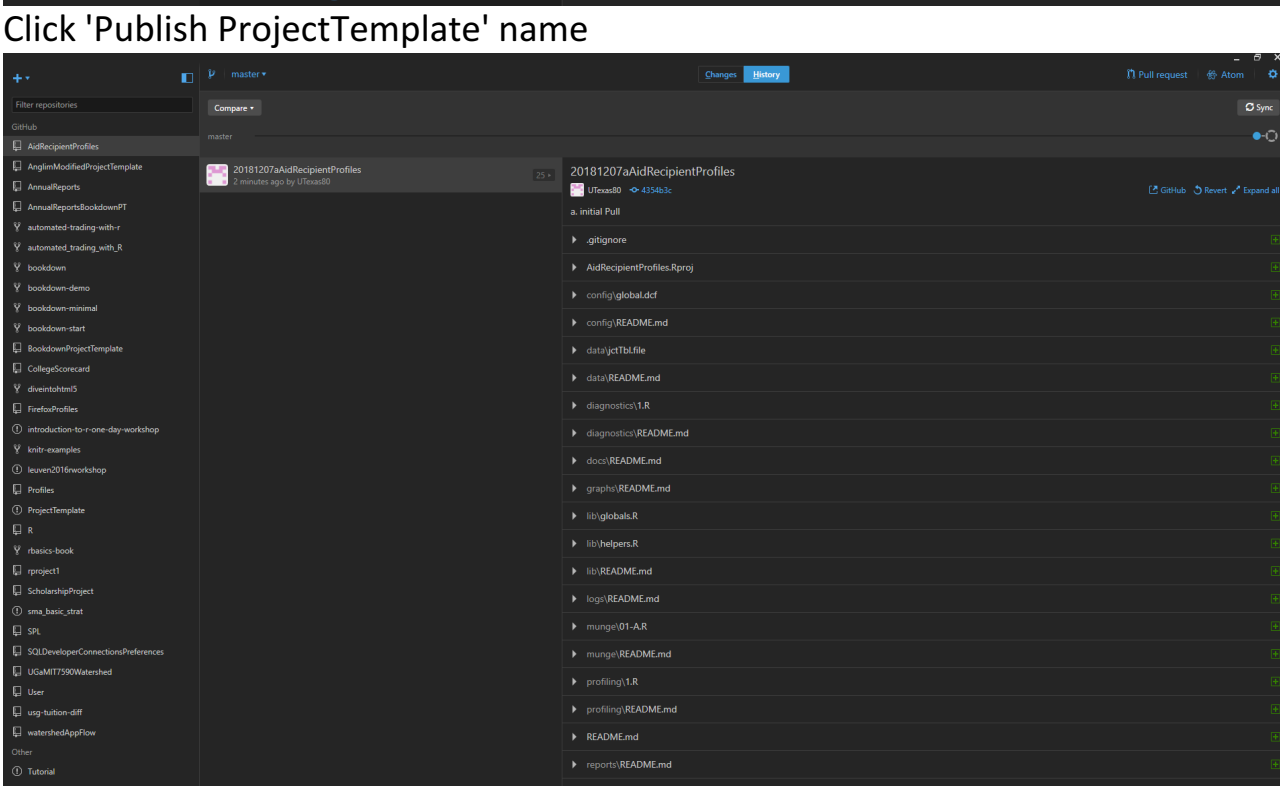 Click 'Publish ProjectTemplate' name
master
Changes History
Pull request Atom
Filter repositories
Compare
Sync
GitHub
master
AidRecipientProfiles
AnglimModifiedProjectTemplate
AnnualReports
AnnualReportsBookdownPT
automated-trading-with-r
automated_trading_with_R
bookdown
bookdown-demo
bookdown-minimal
bookdown-start
BookdownProjectTemplate
CollegeScorecard
diveintohtml5
FirefoxProfiles
introduction-to-r-one-day-workshop
knitr-examples
leuven2016rworkshop
Profiles
ProjectTemplate
R
rbasics-book
rproject1
ScholarshipProject
sma_basic_strat
SPL
SQLDeveloperConnectionsPreferences
UGaMIT7590Watershed
User
usg-tuition-diff
watershedAppFlow
Other
Tutorial
20181207aAidRecipientProfiles
2 minutes ago by UTexas80
25
20181207aAidRecipientProfiles
UTexas80 4354b3c
GitHub Revert Expand all
a. initial Pull
.gitignore
AidRecipientProfiles.Rproj
config\global.dcf
config\README.md
data\jctTbl.file
data\README.md
diagnostics\1.R
diagnostics\README.md
docs\README.md
graphs\README.md
lib\globals.R
lib\helpers.R
lib\README.md
logs\README.md
munge\01-A.R
munge\README.md
profiling\1.R
profiling\README.md
README.md
reports\README.md